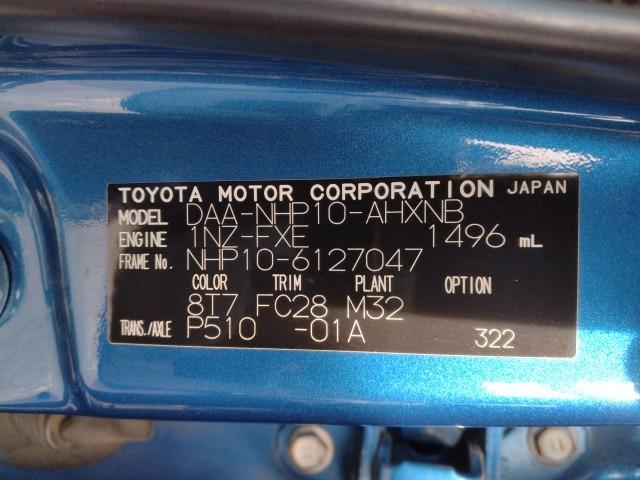 TOYOTA MOTOR CORPORATION JAPAN
MODEL DAA-NHP10-AHXNB
ENGINE 1NZ-FXE 1496 mL
FRAME No. NHP10-6127047
COLOR TRIM PLANT OPTION
8T7 FC28 M32
TRANS./AXLE P510 -01A 322